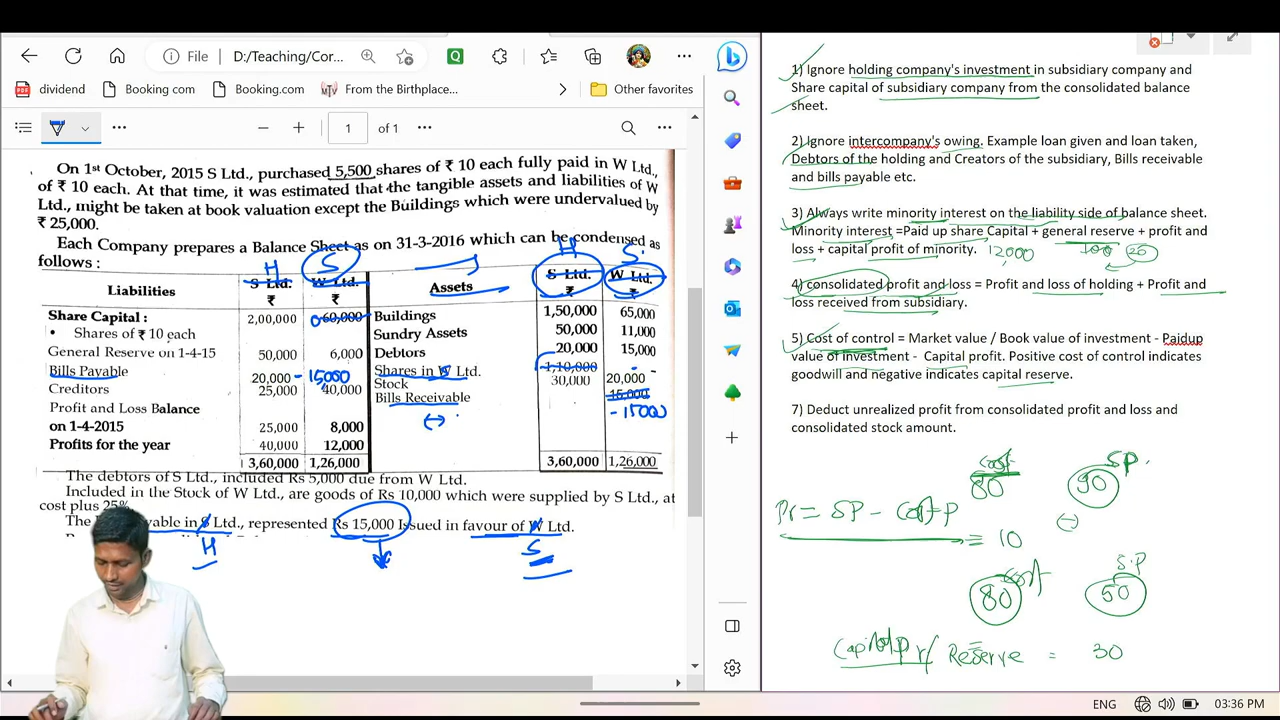 File D:/Teaching/Cor...
dividend Booking.com Booking.com From the Birthplace... Other favorites
1 of 1
On 1st October, 2015 S Ltd., purchased 5,500 shares of ₹ 10 each fully paid in W Ltd.,
of ₹ 10 each. At that time, it was estimated that the tangible assets and liabilities of W
Ltd., might be taken at book valuation except the Buildings which were undervalued by
₹ 25,000.
Each Company prepares a Balance Sheet as on 31-3-2016 which can be condensed as
follows :
H S H S
Liabilities S Ltd. W Ltd. Assets S Ltd. W Ltd.
₹ ₹ ₹ ₹
Share Capital : 2,00,000 0 60,000 Buildings 1,50,000 65,000
• Shares of ₹ 10 each Sundry Assets 50,000 11,000
General Reserve on 1-4-15 50,000 6,000 Debtors 20,000 15,000
Bills Payable 20,000 - 15,000 Shares in W Ltd. 1,10,000 -
Creditors 25,000 40,000 Stock 30,000 20,000
Profit and Loss Balance Bills Receivable 15,000
on 1-4-2015 25,000 8,000 - 15000
Profits for the year 40,000 12,000 (-)
3,60,000 1,26,000 3,60,000 1,26,000
The debtors of S Ltd., included Rs 5,000 due from W Ltd.
Included in the Stock of W Ltd., are goods of Rs 10,000 which were supplied by S Ltd., at
cost plus 25%
The ayable in S Ltd., represented Rs 15,000 Issued in favour of W Ltd.
H S
1) Ignore holding company's investment in subsidiary company and
Share capital of subsidiary company from the consolidated balance
sheet.
2) Ignore intercompany's owing. Example loan given and loan taken,
Debtors of the holding and Creators of the subsidiary, Bills receivable
and bills payable etc.
3) Always write minority interest on the liability side of balance sheet.
Minority interest =Paid up share Capital + general reserve + profit and
loss + capital profit of minority. 12,000 100 20
4) consolidated profit and loss = Profit and loss of holding + Profit and
loss received from subsidiary.
5) Cost of control = Market value / Book value of investment - Paidup
value of investment - Capital profit. Positive cost of control indicates
goodwill and negative indicates capital reserve.
7) Deduct unrealized profit from consolidated profit and loss and
consolidated stock amount.
cost SP
80 90
Pr = SP - Cost P (-)
= 10
cost S.P
80 50
Reserve = 30
ENG 03:36 PM